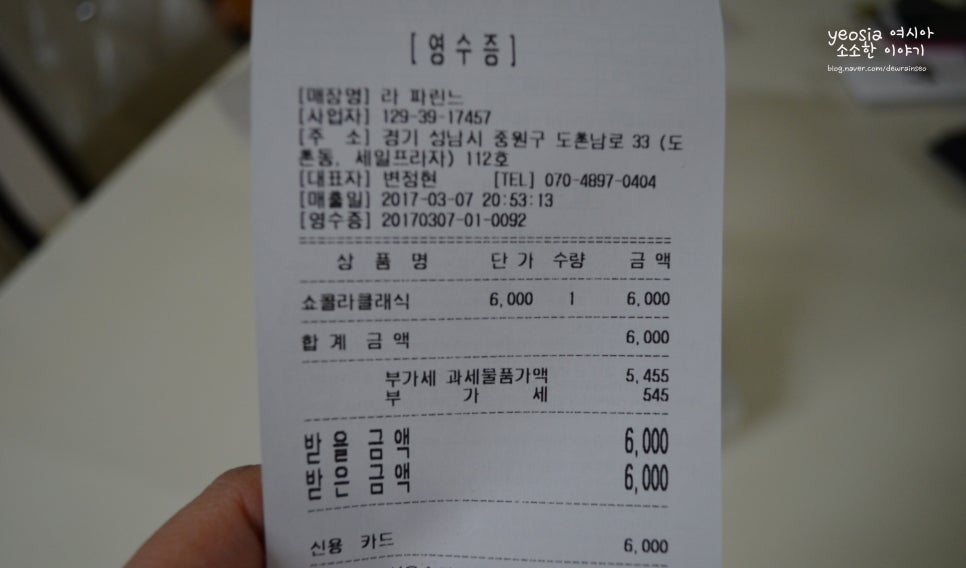 yeosia 여시아
소소한 이야기
blog.naver.com/dewrainseo
[영수증]
[매장명] 라 파린느
[사업자] 129-39-17457
[주 소] 경기 성남시 중원구 도촌남로 33 (도
촌동, 세일프라자) 112호
[대표자] 변정현 [TEL] 070-4897-0404
[매출일] 2017-03-07 20:53:13
[영수증] 20170307-01-0092
상 품 명 단 가 수량 금 액
쇼콜라클래식 6,000 1 6,000
합 계 금 액 6,000
부가세 과세물품가액 5,455
부 가 세 545
받 을 금 액 6,000
받 은 금 액 6,000
신용 카드 6,000